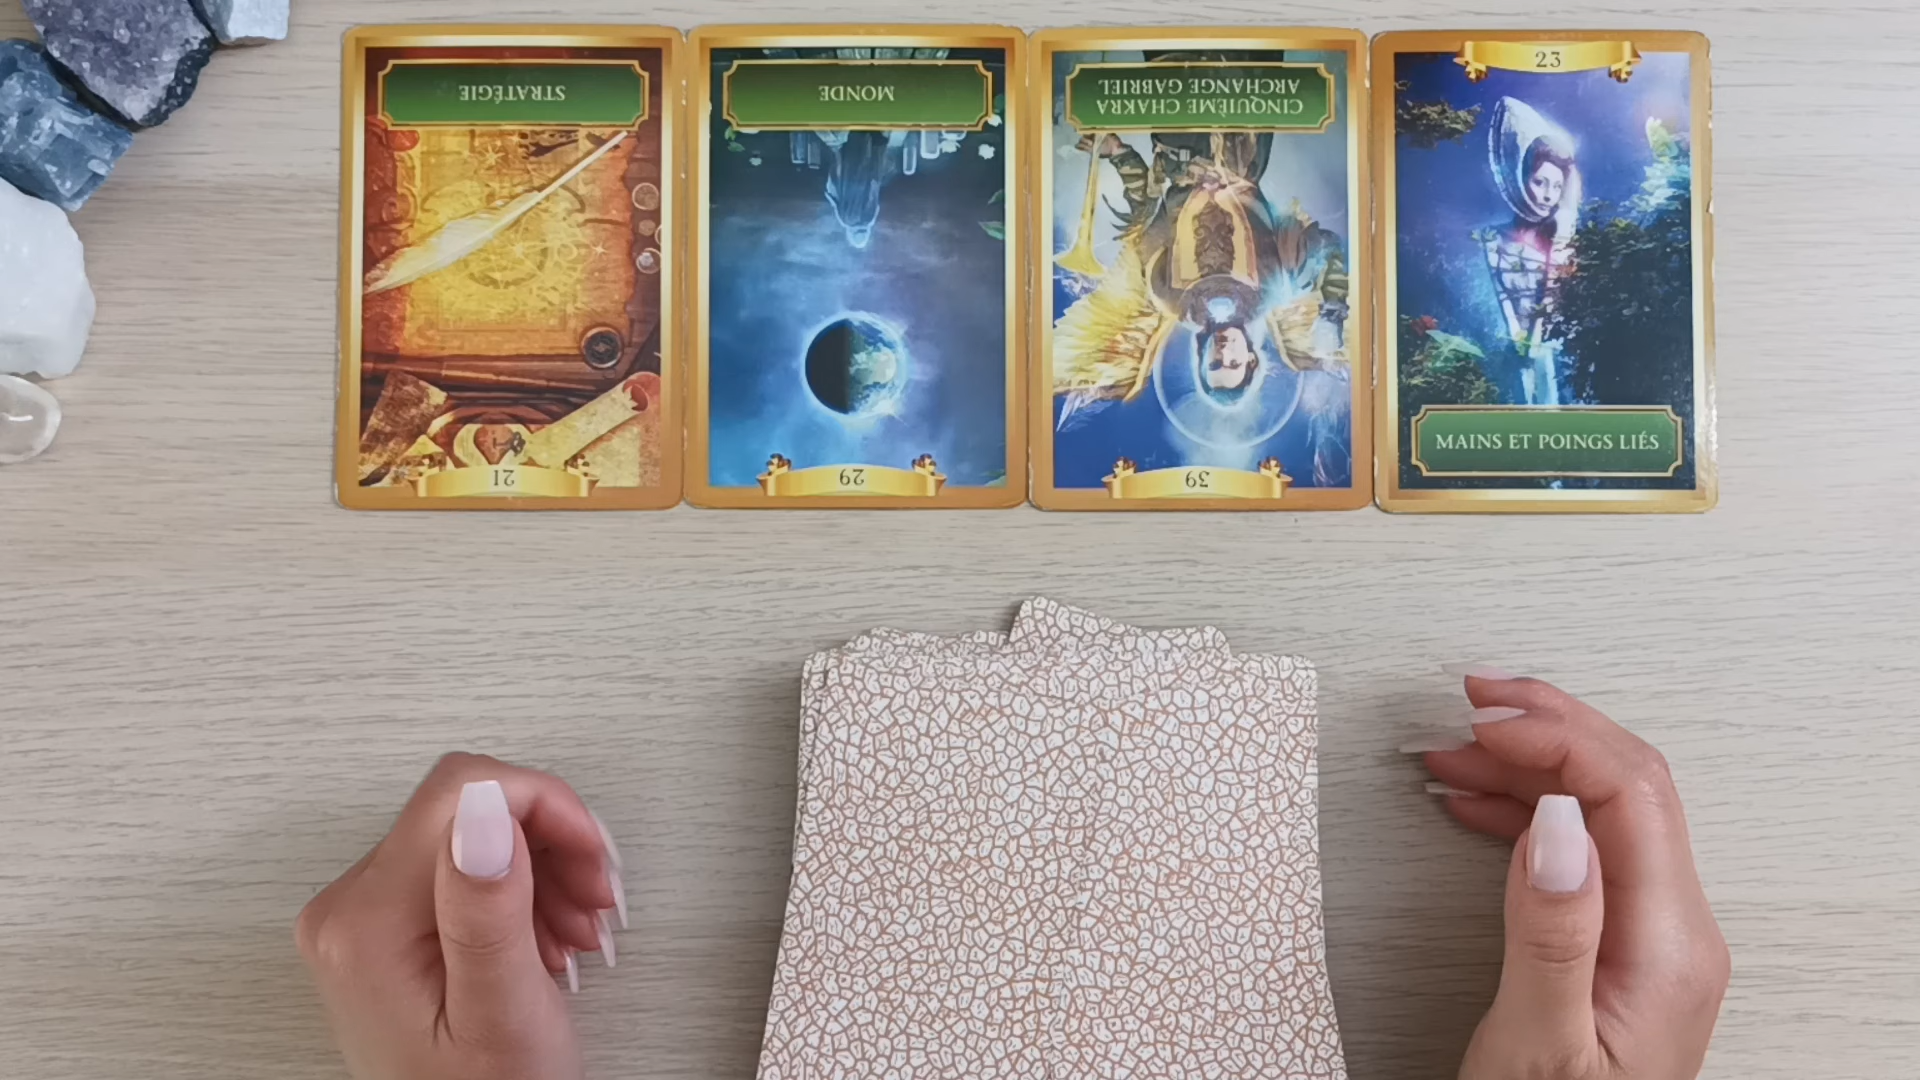 STRATÉGIE
21
MONDE
29
CINQUIÈME CHAKRA
ARCHANGE GABRIEL
39
23
MAINS ET POINGS LIÉS